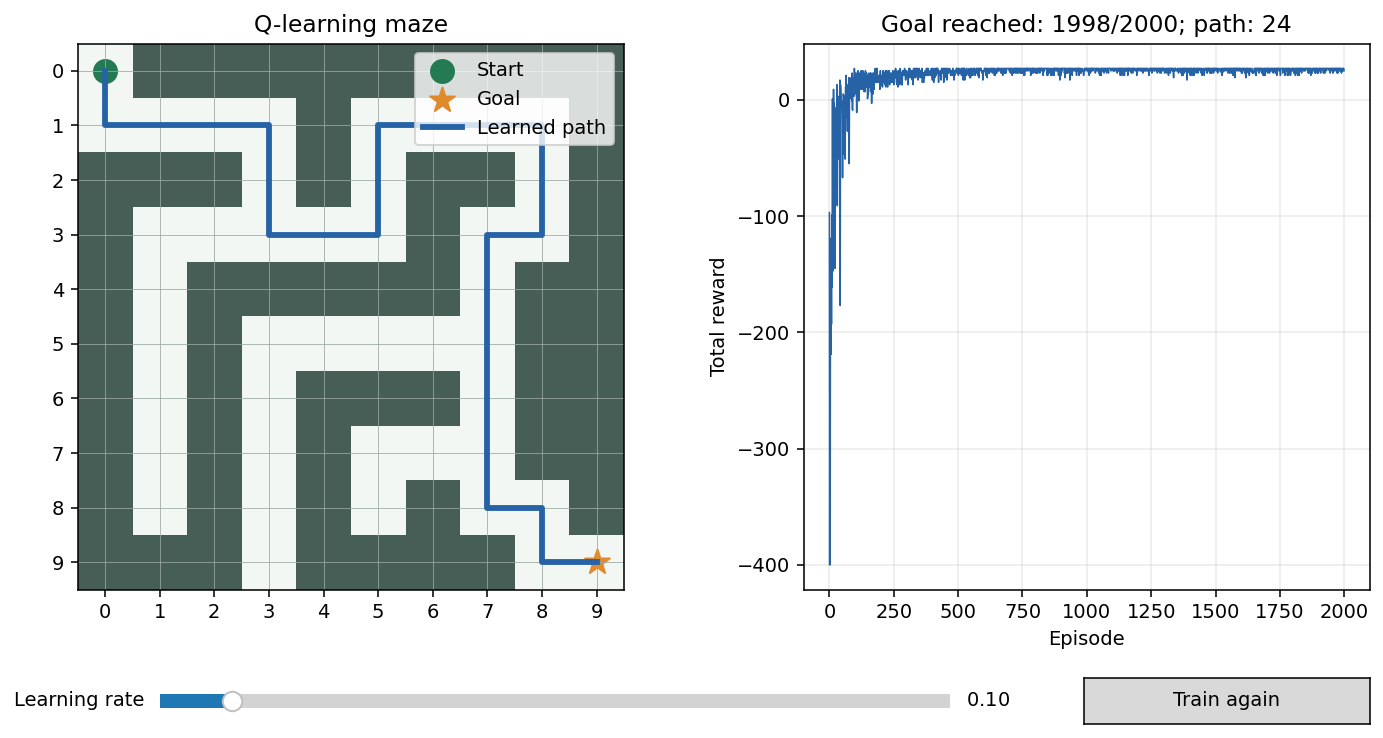 Q-learning maze
Start
Goal
Learned path
0
1
2
3
4
5
6
7
8
9
0 1 2 3 4 5 6 7 8 9
Goal reached: 1998/2000; path: 24
Total reward
0
−100
−200
−300
−400
0 250 500 750 1000 1250 1500 1750 2000
Episode
Learning rate 0.10
Train again